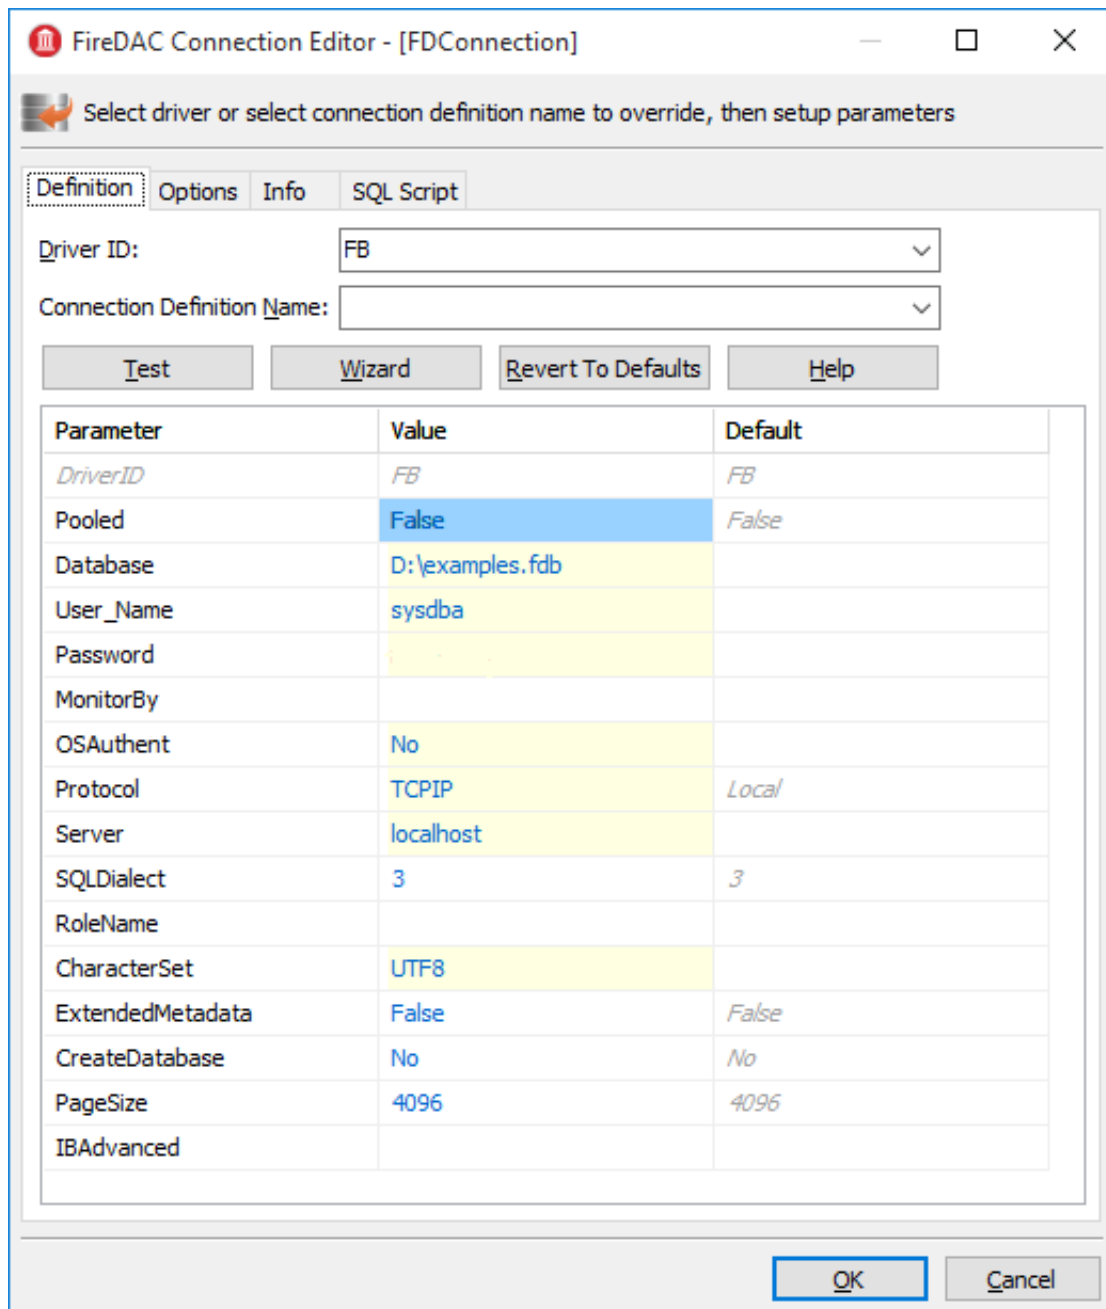 FireDAC Connection Editor - [FDConnection]
Select driver or select connection definition name to override, then setup parameters
Definition Options Info SQL Script
Driver ID: FB
Connection Definition Name:
Test Wizard Revert To Defaults Help
Parameter Value Default
DriverID FB FB
Pooled False False
Database D:\examples.fdb
User_Name sysdba
Password
MonitorBy
OSAuthent No
Protocol TCPIP Local
Server localhost
SQLDialect 3 3
RoleName
CharacterSet UTF8
ExtendedMetadata False False
CreateDatabase No No
PageSize 4096 4096
IBAdvanced
OK Cancel